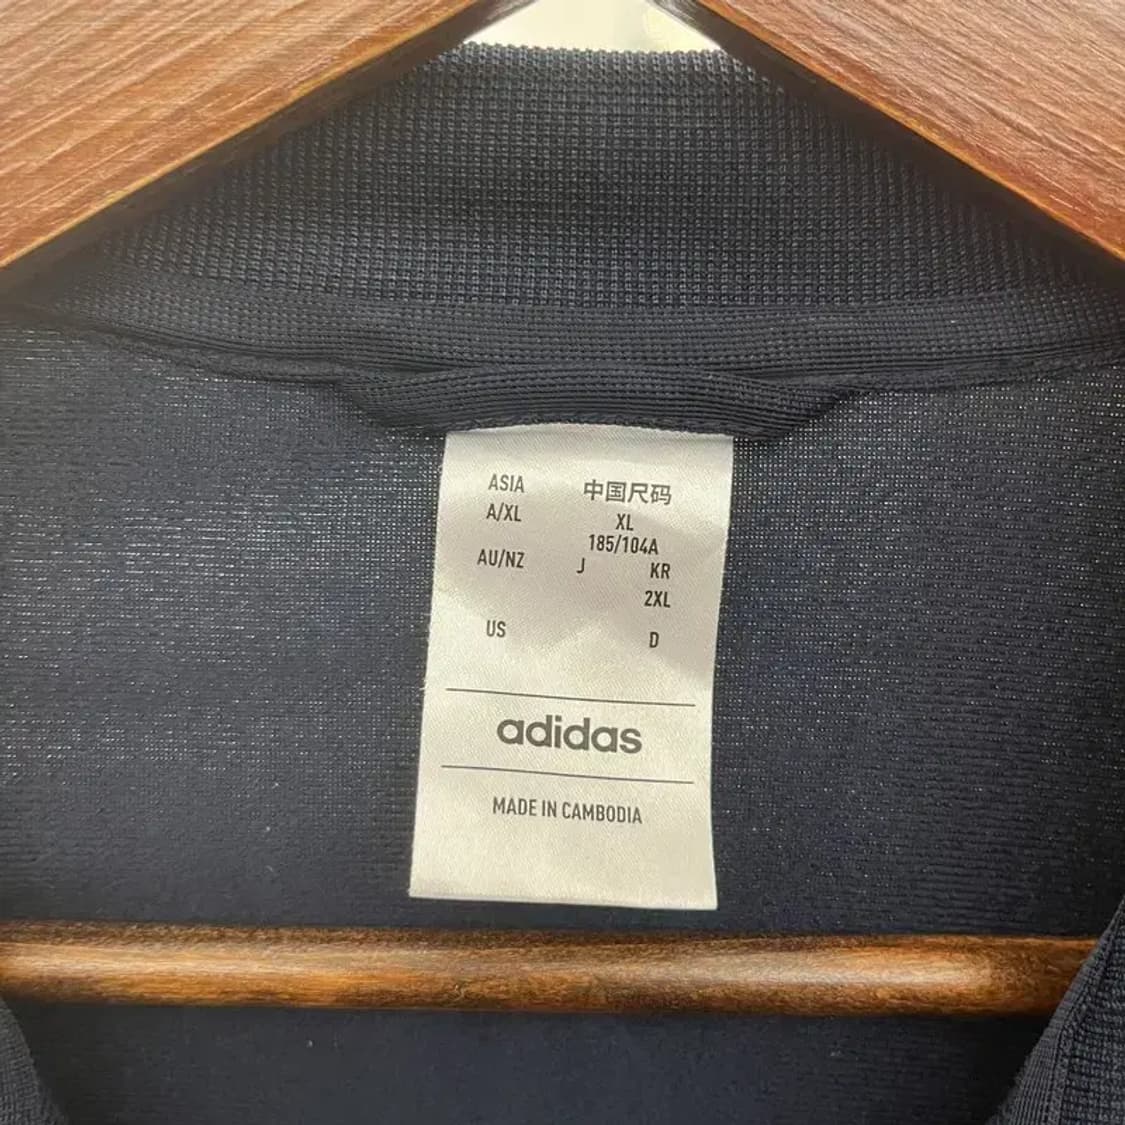 ASIA 中国尺码
A/XL XL
185/104A
AU/NZ J KR
2XL
US D
adidas
MADE IN CAMBODIA